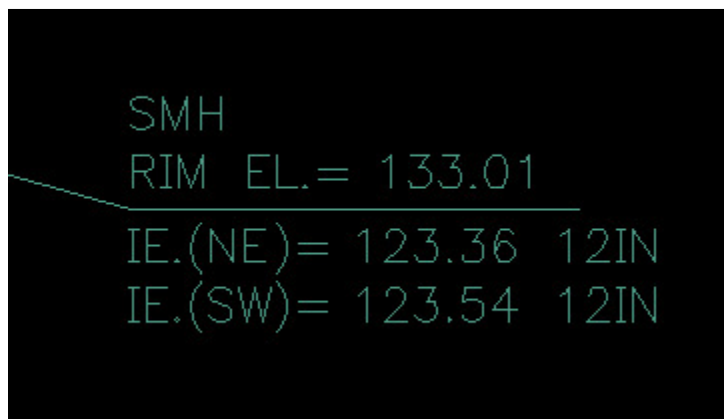 SMH
RIM EL.= 133.01
IE.(NE)= 123.36 12IN
IE.(SW)= 123.54 12IN